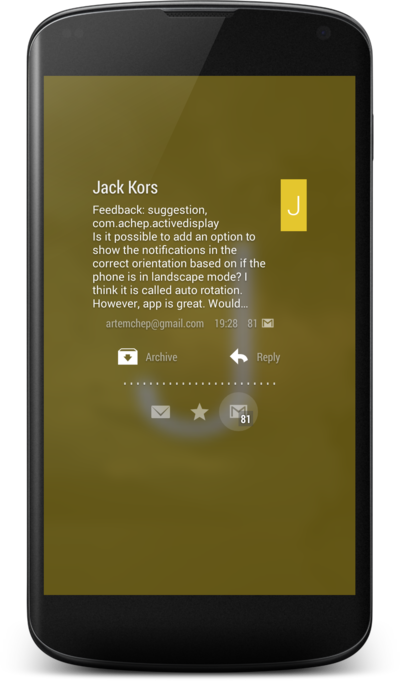 Jack Kors
J
Feedback: suggestion,
com.achep.activedisplay
Is it possible to add an option to
show the notifications in the
correct orientation based on if the
phone is in landscape mode? I
think it is called auto rotation.
However, app is great. Would…
artemchep@gmail.com 19:28 81
Archive Reply
81